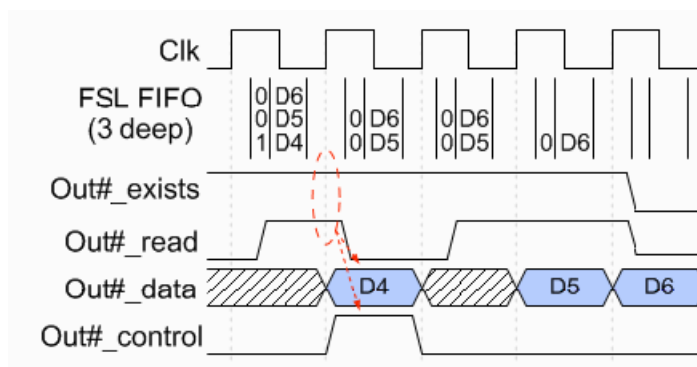 Clk
FSL FIFO
(3 deep)
0 D6
0 D5
1 D4
0 D6
0 D5
0 D6
0 D5
0 D6
Out#_exists
Out#_read
Out#_data
D4
D5
D6
Out#_control